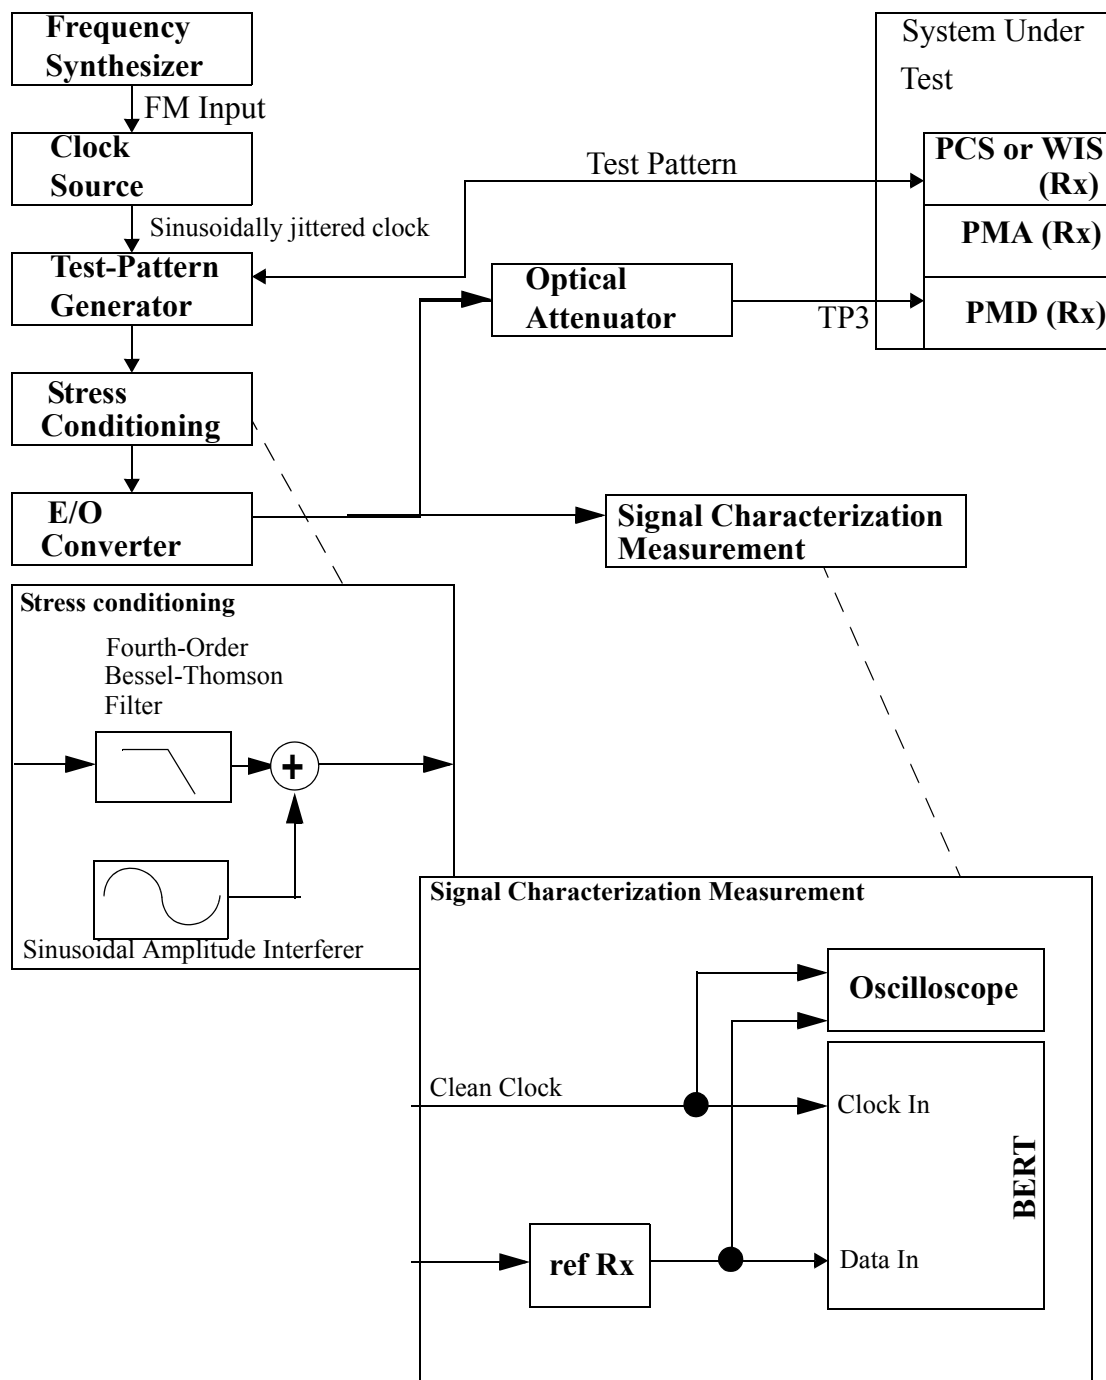 Frequency
Synthesizer
FM Input
Clock
Source
Sinusoidally jittered clock
Test-Pattern
Generator
Stress
Conditioning
E/O
Converter
Test Pattern
Optical
Attenuator
TP3
System Under
Test
PCS or WIS
(Rx)
PMA (Rx)
PMD (Rx)
Signal Characterization
Measurement
Stress conditioning
Fourth-Order
Bessel-Thomson
Filter
+
Sinusoidal Amplitude Interferer
Signal Characterization Measurement
Oscilloscope
Clean Clock
Clock In
BERT
ref Rx
Data In